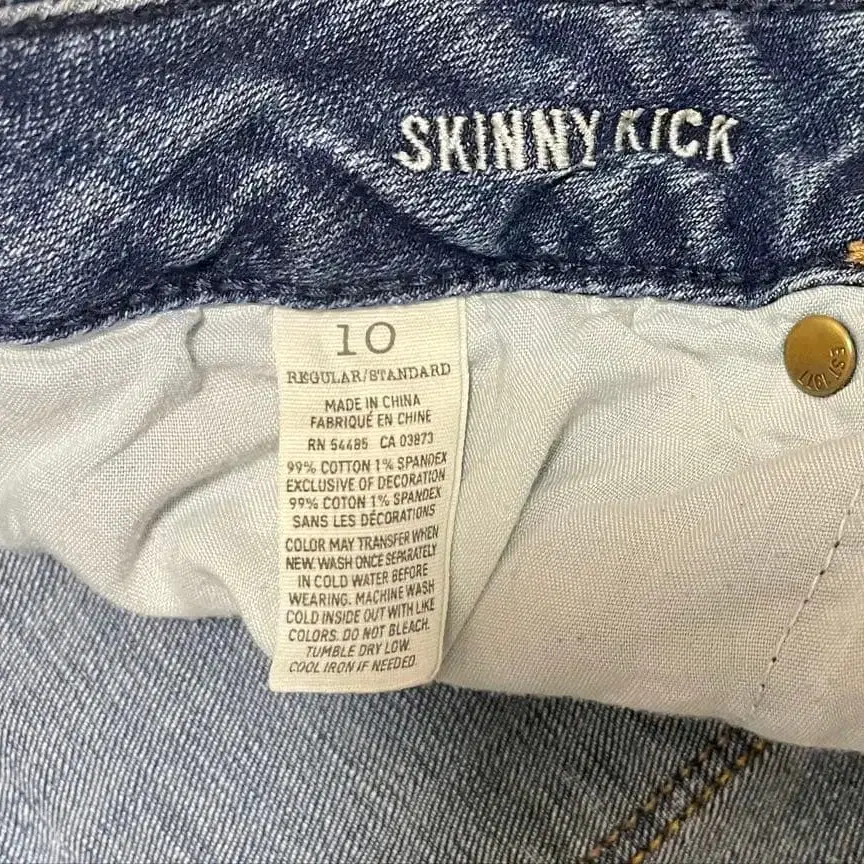 SKINNY KICK
10
REGULAR/STANDARD
MADE IN CHINA
FABRIQUÉ EN CHINE
RN 54485 CA 03873
99% COTTON 1% SPANDEX
EXCLUSIVE OF DECORATION
99% COTON 1% SPANDEX
SANS LES DÉCORATIONS
COLOR MAY TRANSFER WHEN
NEW. WASH ONCE SEPARATELY
IN COLD WATER BEFORE
WEARING. MACHINE WASH
COLD INSIDE OUT WITH LIKE
COLORS. DO NOT BLEACH.
TUMBLE DRY LOW.
COOL IRON IF NEEDED.
EST 1977